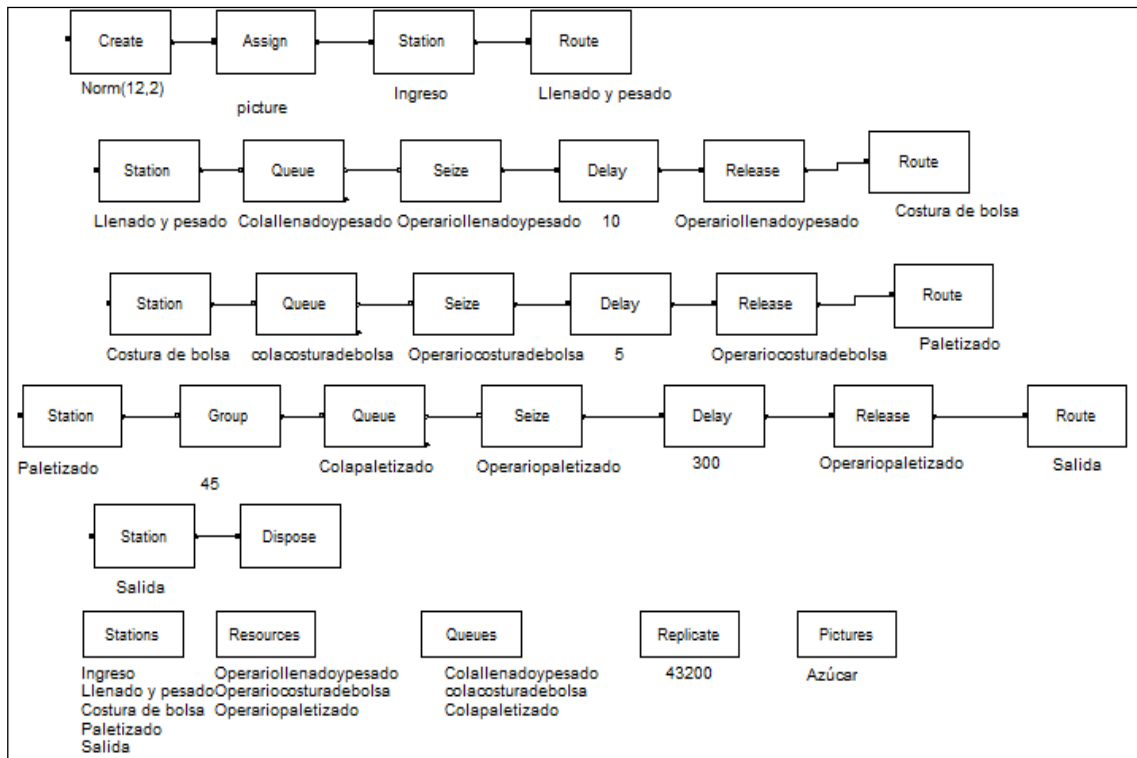 Create Assign Station Route
Norm(12,2) picture Ingreso Llenado y pesado
Station Queue Seize Delay Release Route
Llenado y pesado Colallenadoypesado Operariollenadoypesado 10 Operariollenadoypesado Costura de bolsa
Station Queue Seize Delay Release Route
Costura de bolsa colacosturadebolsa Operariocosturadebolsa 5 Operariocosturadebolsa Paletizado
Station Group Queue Seize Delay Release Route
Paletizado 45 Colapaletizado Operariopaletizado 300 Operariopaletizado Salida
Station Dispose
Salida
Stations Resources Queues Replicate Pictures
Ingreso Operariollenadoypesado Colallenadoypesado 43200 Azúcar
Llenado y pesado Operariocosturadebolsa colacosturadebolsa
Costura de bolsa Operariopaletizado Colapaletizado
Paletizado
Salida